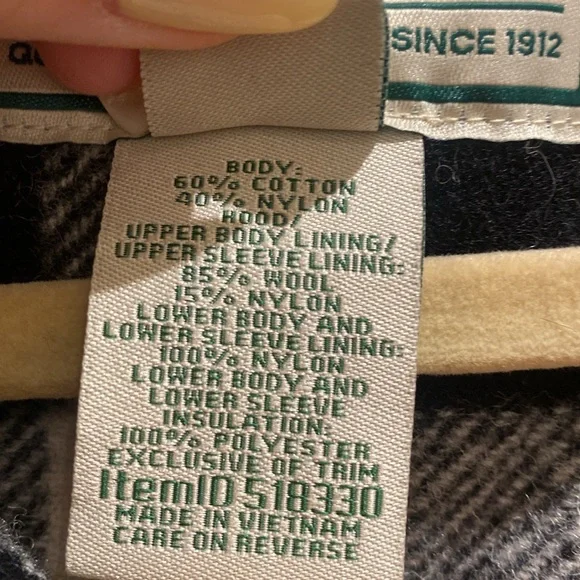 SINCE 1912
BODY:
60% COTTON
40% NYLON
HOOD/
UPPER BODY LINING/
UPPER SLEEVE LINING:
85% WOOL
15% NYLON
LOWER BODY AND
LOWER SLEEVE LINING:
100% NYLON
LOWER BODY AND
LOWER SLEEVE
INSULATION,
100% POLYESTER
EXCLUSIVE OF TRIM
ItemID 518330
MADE IN VIETNAM
CARE ON REVERSE